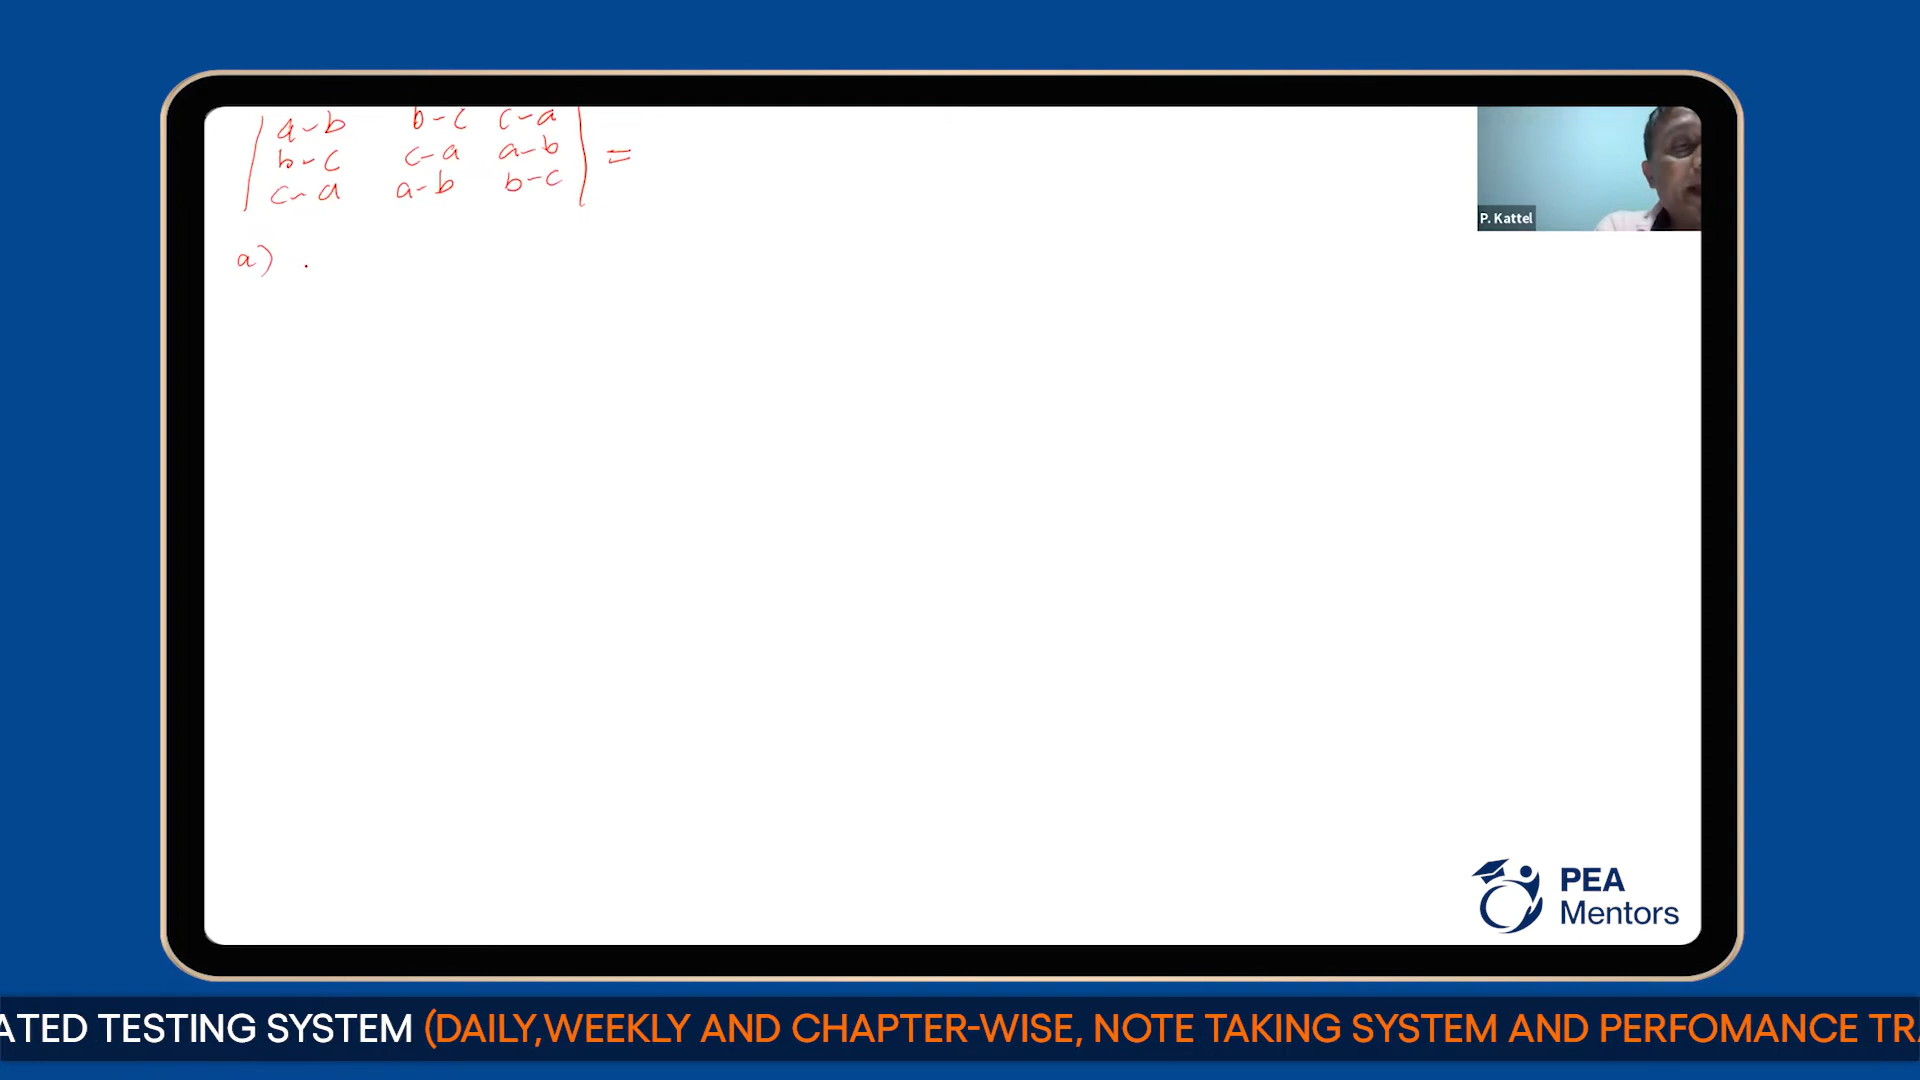 | a-b b-c c-a |
| b-c c-a a-b | =
| c-a a-b b-c |
P. Kattel
a) .
PEA
Mentors
ATED TESTING SYSTEM (DAILY,WEEKLY AND CHAPTER-WISE, NOTE TAKING SYSTEM AND PERFOMANCE TR